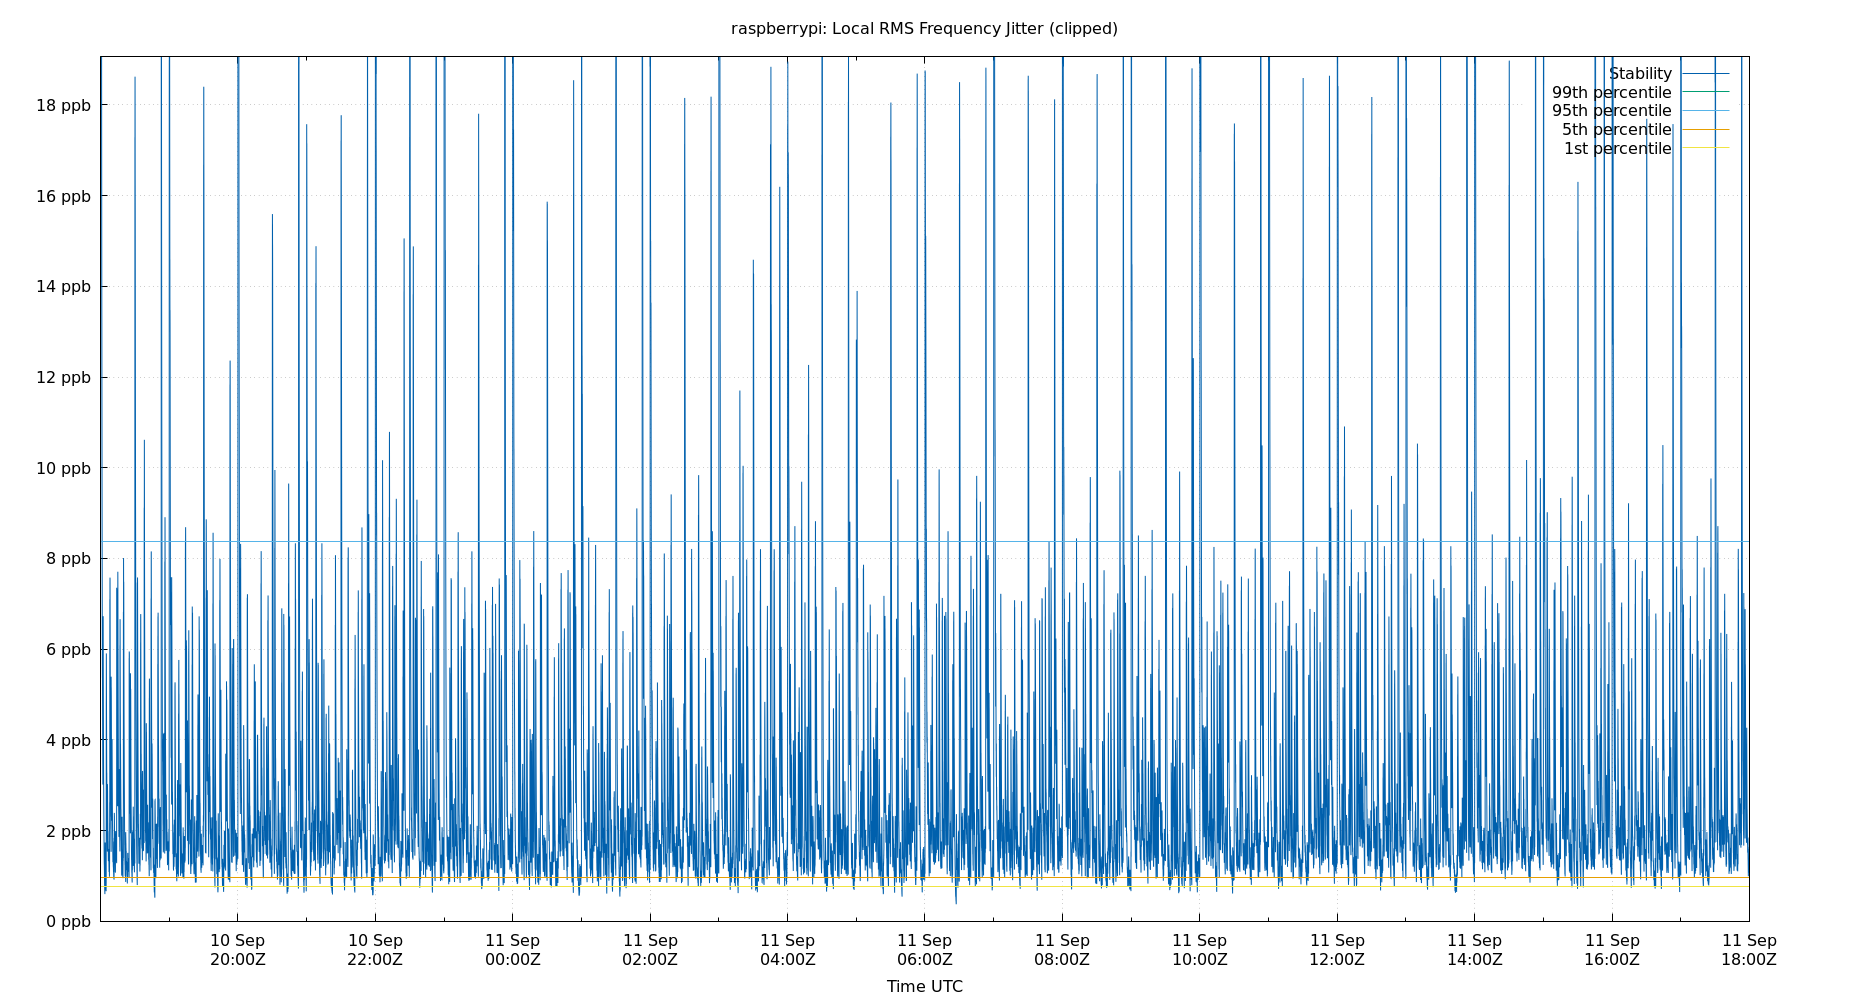 raspberrypi: Local RMS Frequency Jitter (clipped)
Stability
99th percentile
95th percentile
5th percentile
1st percentile
18 ppb
16 ppb
14 ppb
12 ppb
10 ppb
8 ppb
6 ppb
4 ppb
2 ppb
0 ppb
10 Sep 10 Sep 11 Sep 11 Sep 11 Sep 11 Sep 11 Sep 11 Sep 11 Sep 11 Sep 11 Sep 11 Sep
20:00Z 22:00Z 00:00Z 02:00Z 04:00Z 06:00Z 08:00Z 10:00Z 12:00Z 14:00Z 16:00Z 18:00Z
Time UTC